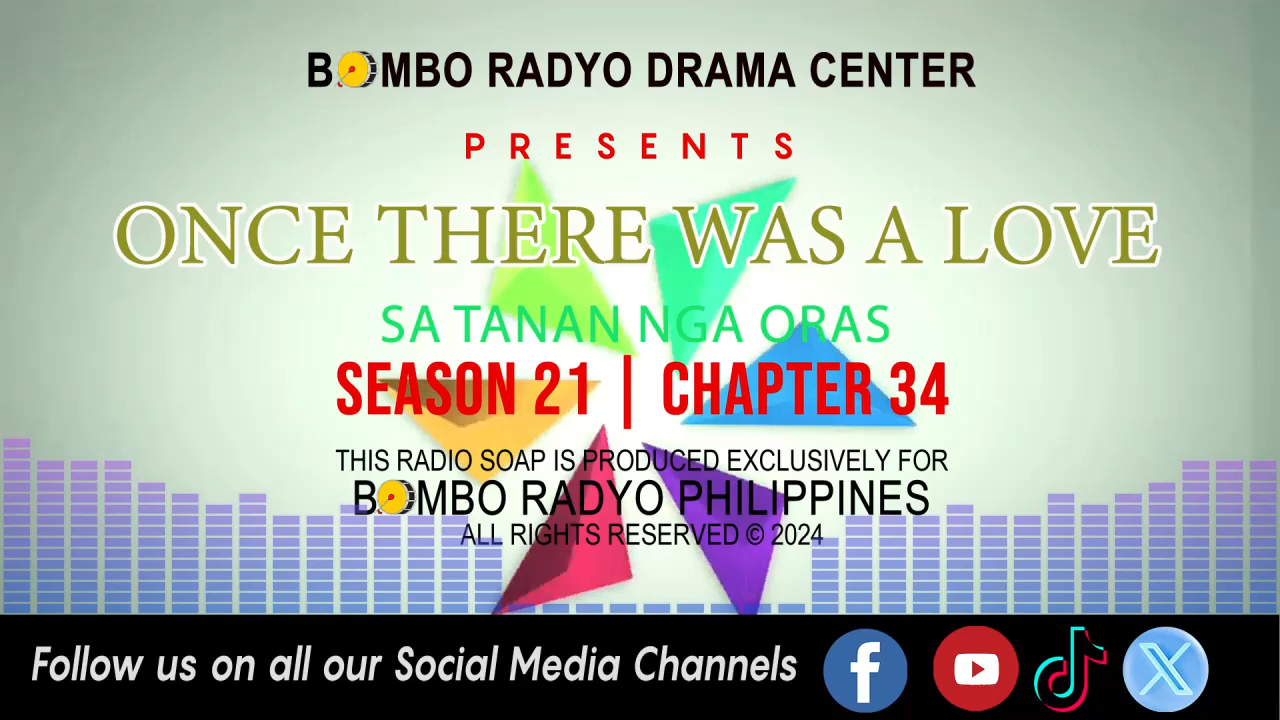 BOMBO RADYO DRAMA CENTER
PRESENTS
ONCE THERE WAS A LOVE
SA TANAN NGA ORAS
SEASON 21 | CHAPTER 34
THIS RADIO SOAP IS PRODUCED EXCLUSIVELY FOR
BOMBO RADYO PHILIPPINES
ALL RIGHTS RESERVED © 2024
Follow us on all our Social Media Channels